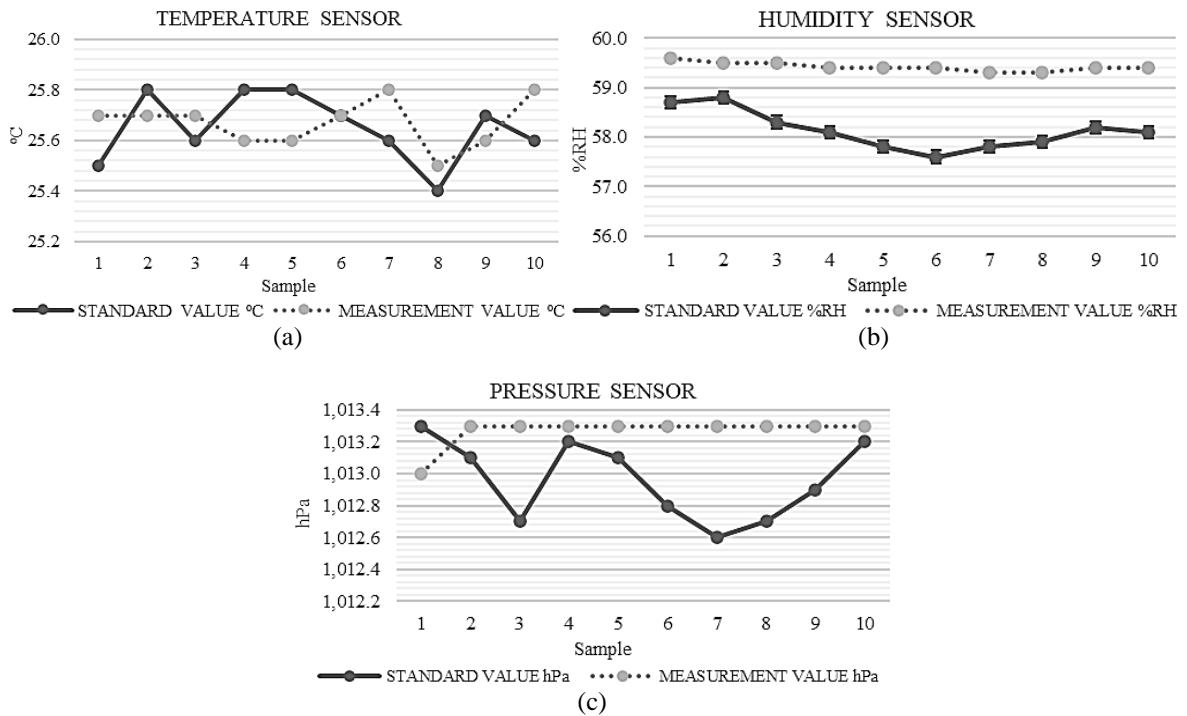 TEMPERATURE SENSOR
26.0
25.8
25.6
25.4
25.2
ºC
1 2 3 4 5 6 7 8 9 10
Sample
STANDARD VALUE ºC MEASUREMENT VALUE ºC
(a)
HUMIDITY SENSOR
60.0
59.0
58.0
57.0
56.0
%RH
1 2 3 4 5 6 7 8 9 10
Sample
STANDARD VALUE %RH MEASUREMENT VALUE %RH
(b)
PRESSURE SENSOR
1,013.4
1,013.2
1,013.0
1,012.8
1,012.6
1,012.4
1,012.2
hPa
1 2 3 4 5 6 7 8 9 10
Sample
STANDARD VALUE hPa MEASUREMENT VALUE hPa
(c)